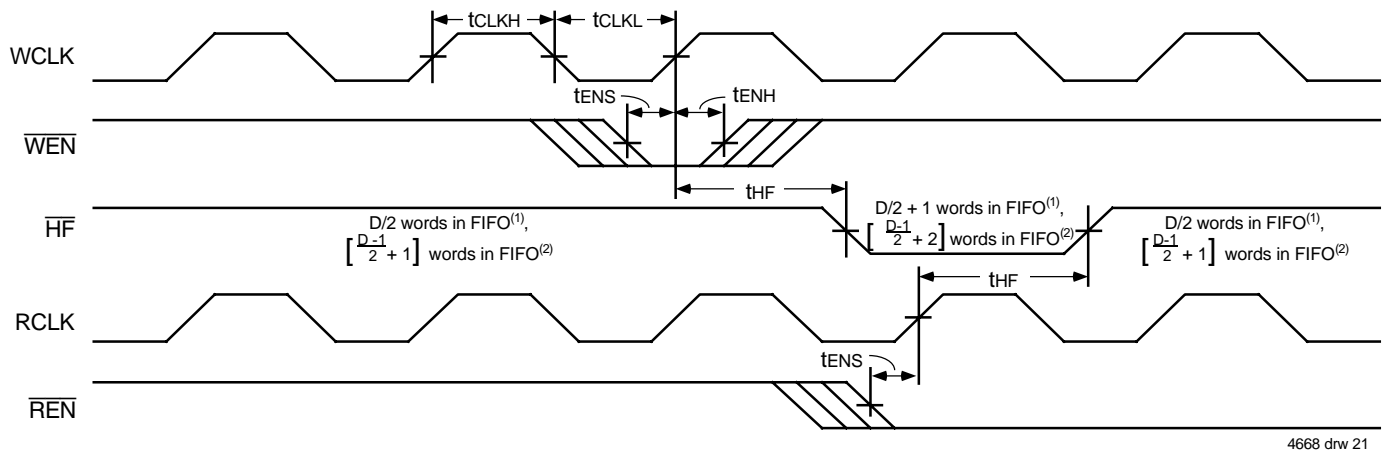 tCLKH tCLKL
WCLK
tENS tENH
WEN
tHF
HF
D/2 words in FIFO(1),
[ D-1/2 + 1 ] words in FIFO(2)
D/2 + 1 words in FIFO(1),
[ D-1/2 + 2 ] words in FIFO(2)
D/2 words in FIFO(1),
[ D-1/2 + 1 ] words in FIFO(2)
tHF
RCLK
tENS
REN
4668 drw 21